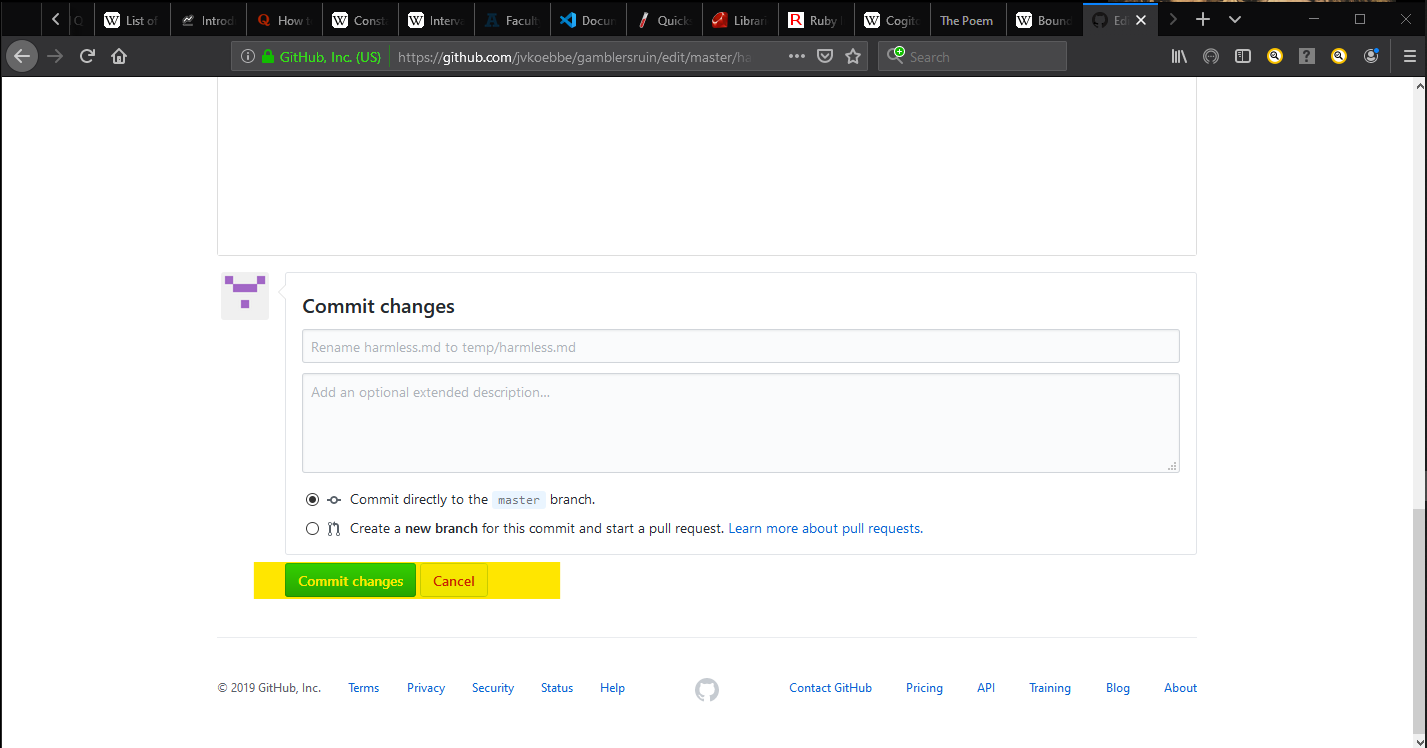 Q List of Introd Q How t Consta Interva Facult Docun Quicks Librari Ruby Cogito The Poem Bound Edi
GitHub, Inc. (US) https://github.com/jvkoebbe/gamblersruin/edit/master/ha Search
Commit changes
Rename harmless.md to temp/harmless.md
Add an optional extended description...
Commit directly to the master branch.
Create a new branch for this commit and start a pull request. Learn more about pull requests.
Commit changes Cancel
© 2019 GitHub, Inc. Terms Privacy Security Status Help Contact GitHub Pricing API Training Blog About